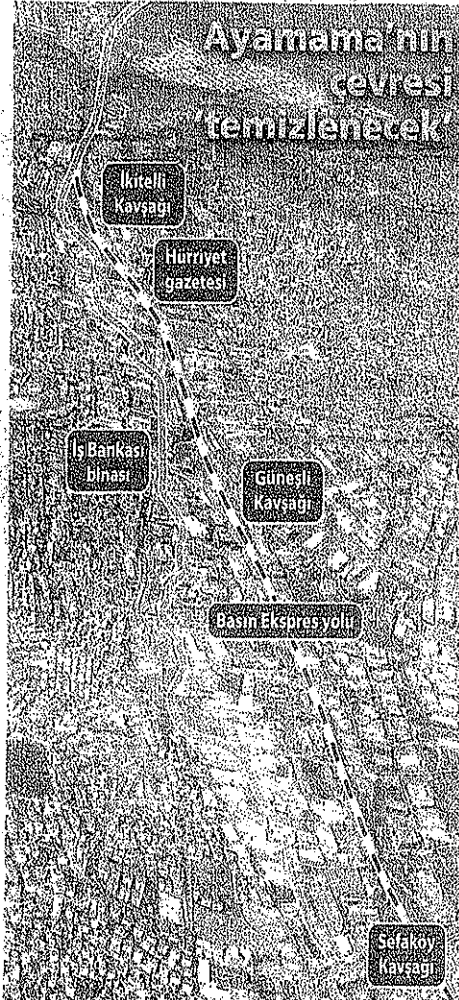 Ayamama'nın
çevresi
'temizlenecek'
İkitelli
Kavşağı
Hürriyet
gazetesi
İş Bankası
binası
Güneşli
Kavşağı
Basın Ekspres yolu
Sefaköy
Kavşağı